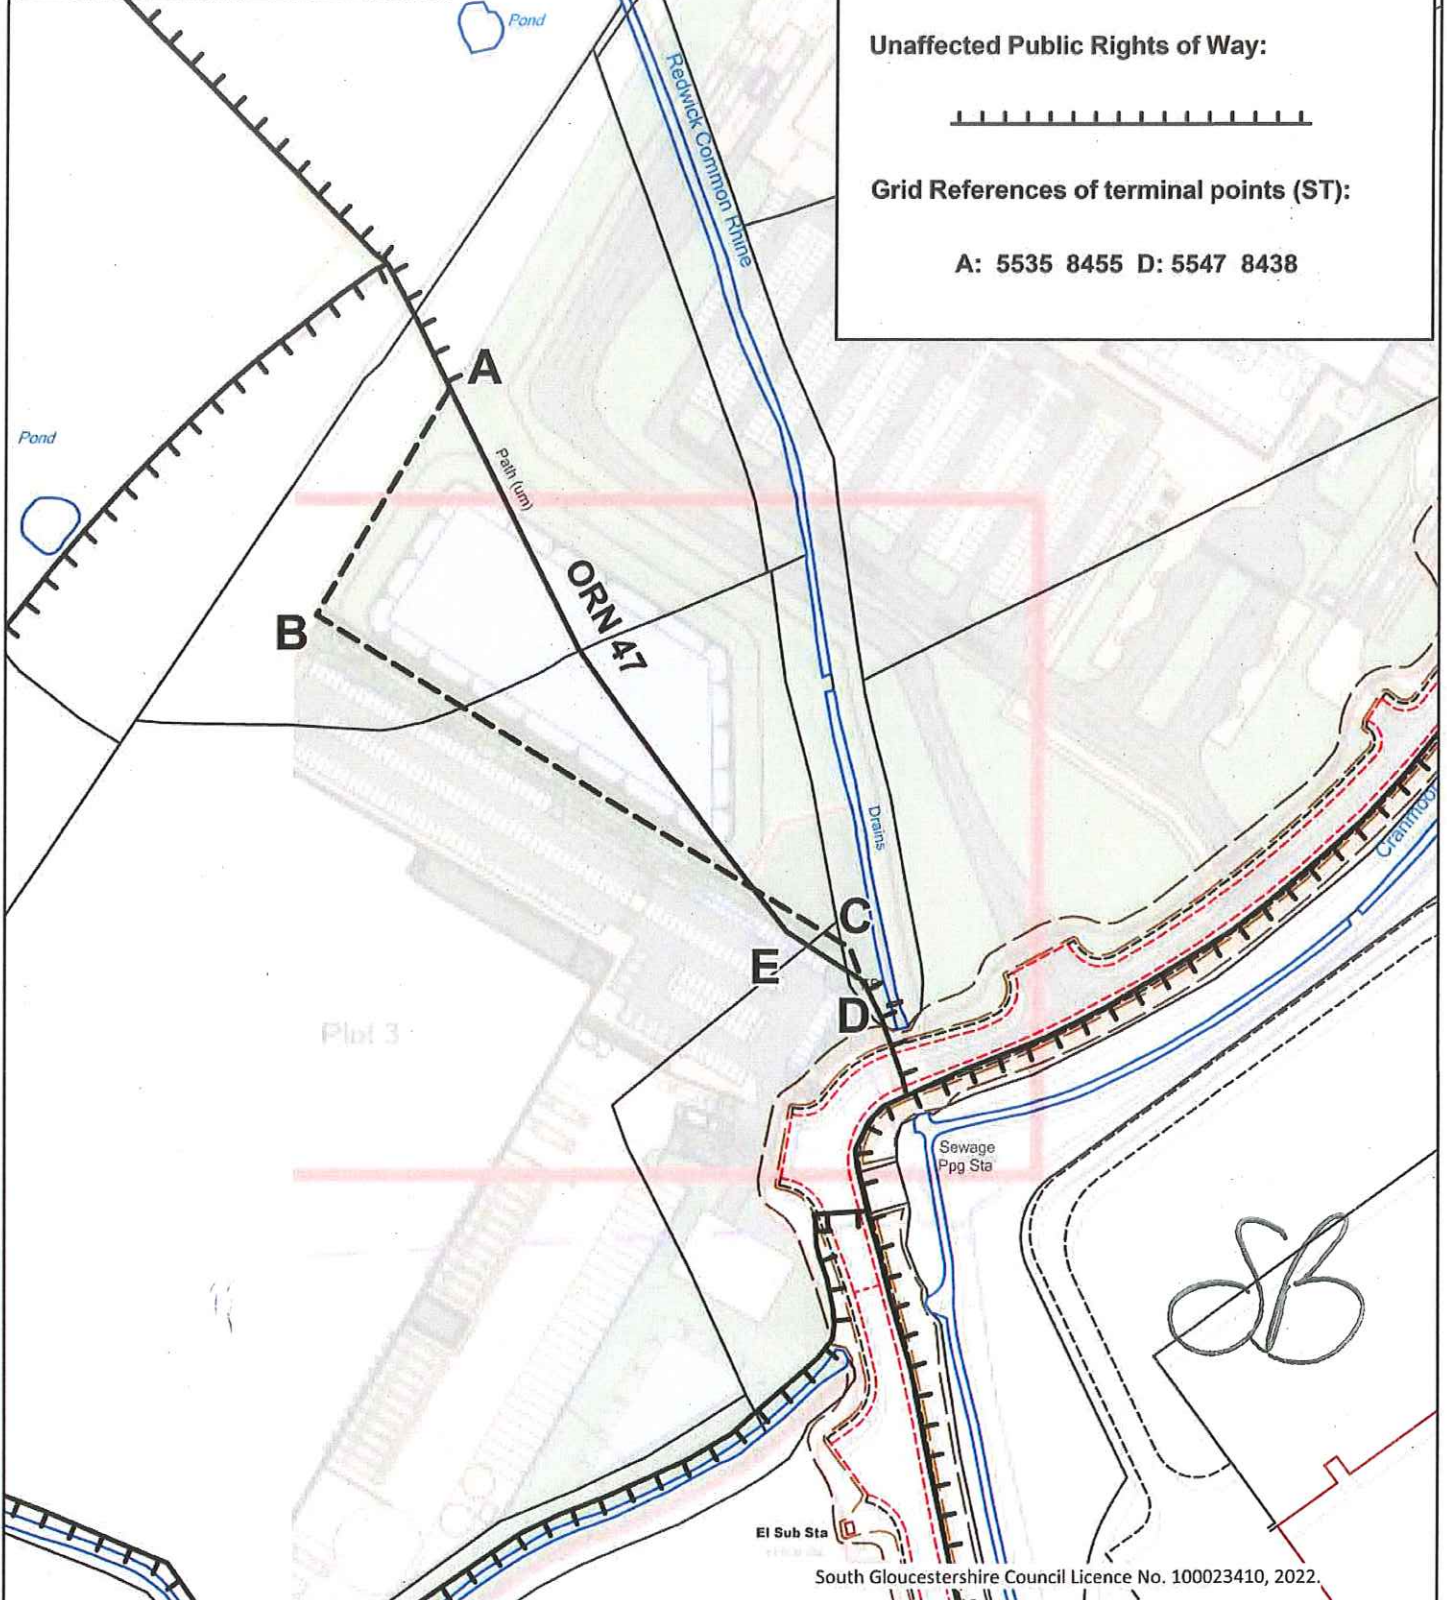 Pond
Unaffected Public Rights of Way:
Grid References of terminal points (ST):
A: 5535 8455 D: 5547 8438
Redwick Common Rhine
A
Pond
Path (um)
ORN 47
B
Drains
Cranmoor
C
E
D
Plot 3
Sewage
Ppg Sta
SB
El Sub Sta
South Gloucestershire Council Licence No. 100023410, 2022.